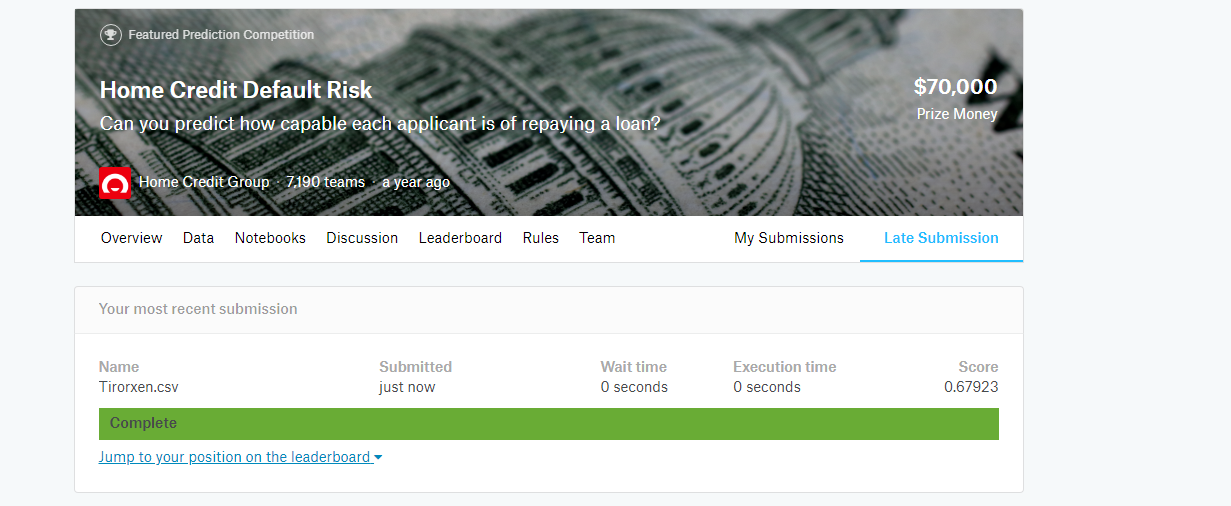 Featured Prediction Competition
Home Credit Default Risk
$70,000
Can you predict how capable each applicant is of repaying a loan?
Prize Money
Home Credit Group · 7,190 teams · a year ago
Overview Data Notebooks Discussion Leaderboard Rules Team My Submissions Late Submission
Your most recent submission
Name Submitted Wait time Execution time Score
Tirorxen.csv just now 0 seconds 0 seconds 0.67923
Complete
Jump to your position on the leaderboard